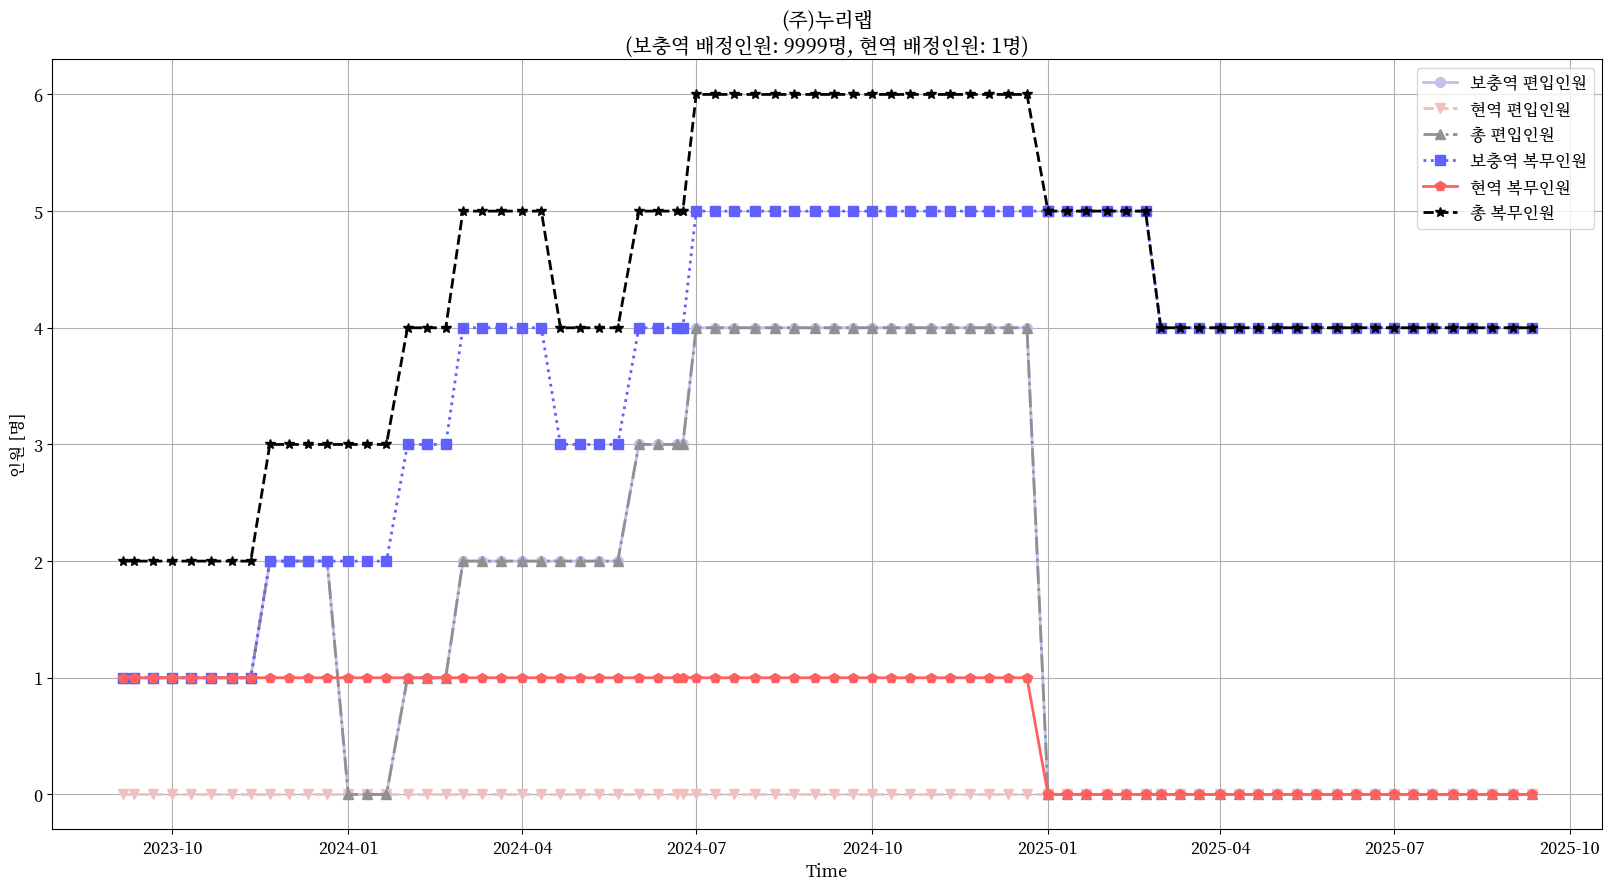 (주)누리랩
(보충역 배정인원: 9999명, 현역 배정인원: 1명)
보충역 편입인원
현역 편입인원
총 편입인원
보충역 복무인원
현역 복무인원
총 복무인원
인원 [명]
6
5
4
3
2
1
0
2023-10
2024-01
2024-04
2024-07
2024-10
2025-01
2025-04
2025-07
2025-10
Time